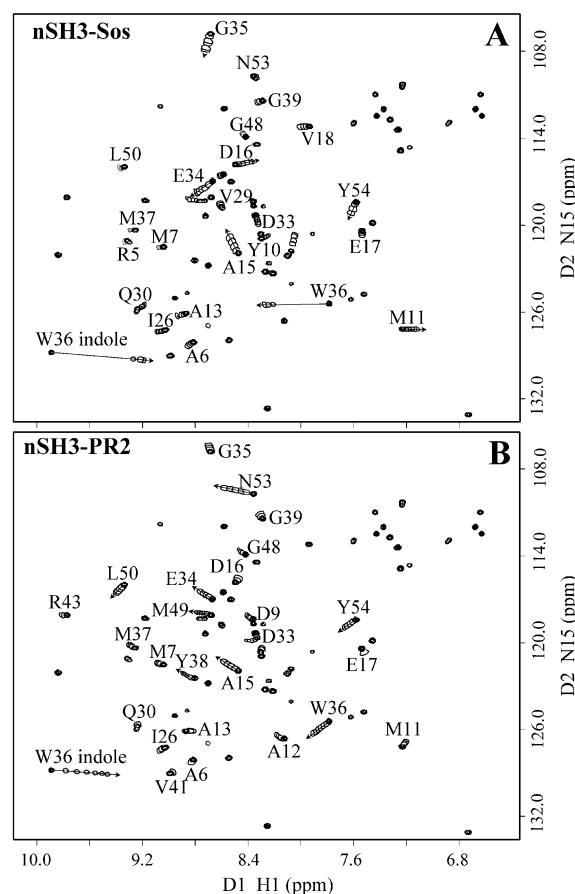 nSH3-Sos
A
G35
N53
G39
G48
V18
D16
L50
E34
V29
Y54
D33
M37
M7
Y10
E17
R5
A15
Q30
W36
A13
M11
I26
W36 indole
A6
108.0
114.0
120.0
126.0
132.0
D2 N15 (ppm)
nSH3-PR2
B
G35
N53
G39
G48
D16
L50
E34
R43
M49
D9
Y54
D33
M37
M7
Y38
E17
A15
Q30
W36
A13
M11
I26
A12
W36 indole
A6
V41
108.0
114.0
120.0
126.0
132.0
D2 N15 (ppm)
10.0 9.2 8.4 7.6 6.8
D1 H1 (ppm)